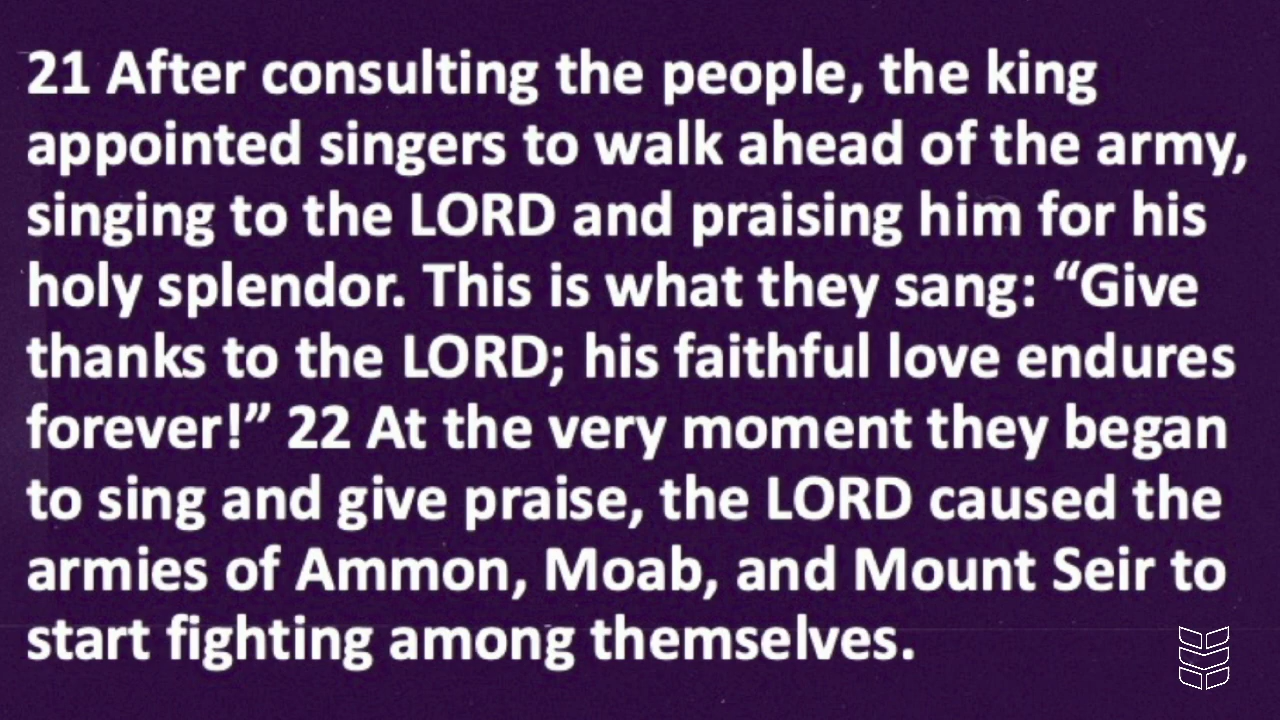 21 After consulting the people, the king
appointed singers to walk ahead of the army,
singing to the LORD and praising him for his
holy splendor. This is what they sang: “Give
thanks to the LORD; his faithful love endures
forever!” 22 At the very moment they began
to sing and give praise, the LORD caused the
armies of Ammon, Moab, and Mount Seir to
start fighting among themselves.